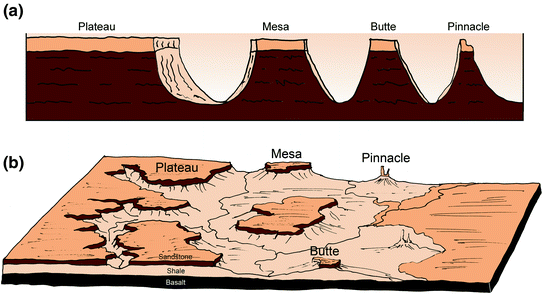 (a)
Plateau Mesa Butte Pinnacle
(b)
Mesa
Plateau
Pinnacle
Butte
Sandstone
Shale
Basalt